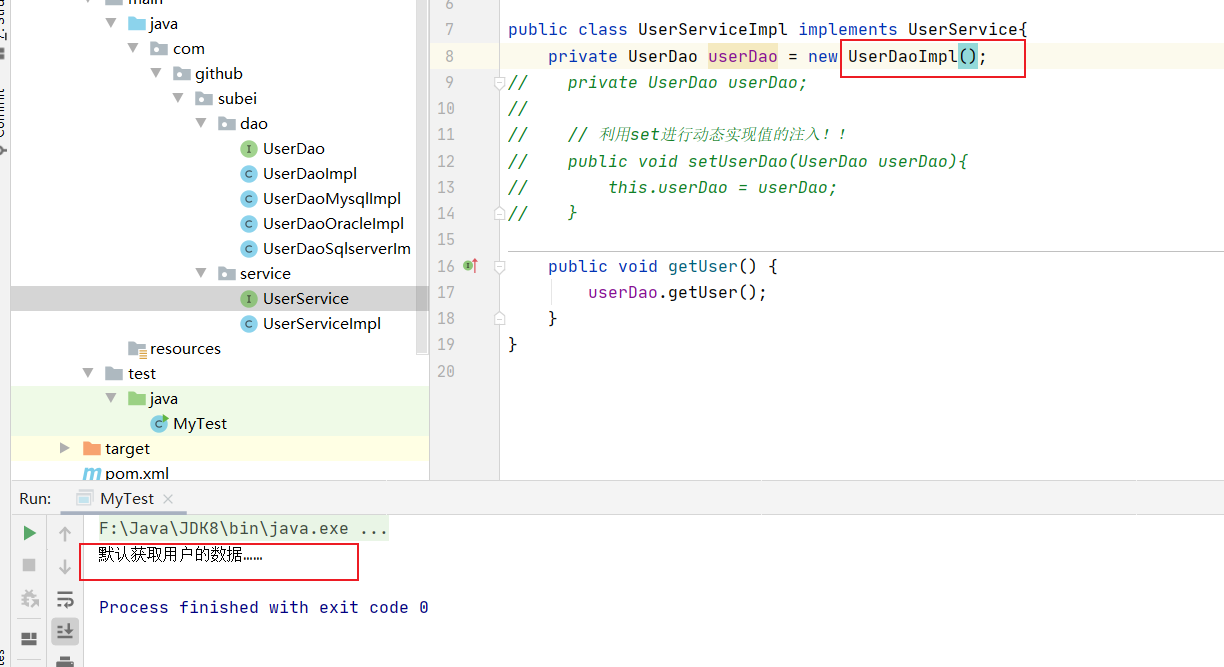 main
java
com
github
subei
dao
UserDao
UserDaoImpl
UserDaoMysqlImpl
UserDaoOracleImpl
UserDaoSqlserverIm
service
UserService
UserServiceImpl
resources
test
java
MyTest
target
pom.xml
6
7 public class UserServiceImpl implements UserService{
8 private UserDao userDao = new UserDaoImpl();
9 // private UserDao userDao;
10 //
11 // // 利用set进行动态实现值的注入！！
12 // public void setUserDao(UserDao userDao){
13 // this.userDao = userDao;
14 // }
15
16 public void getUser() {
17 userDao.getUser();
18 }
19 }
20
Run: MyTest
F:\Java\JDK8\bin\java.exe ...
默认获取用户的数据……
Process finished with exit code 0